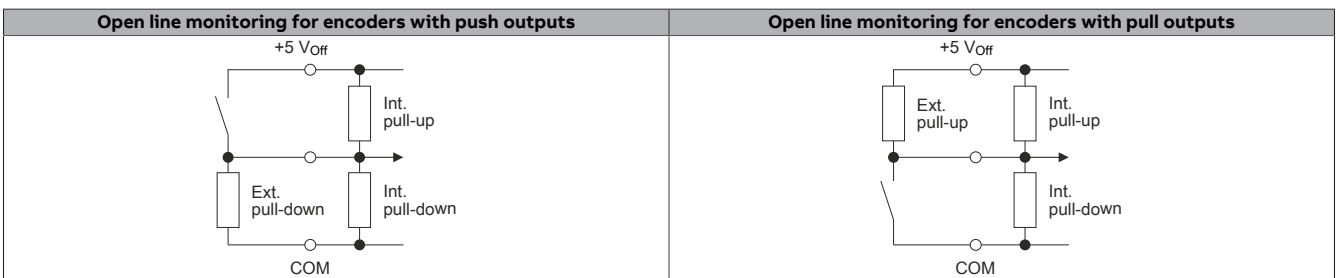 Open line monitoring for encoders with push outputs
+5 VOff
Int.
pull-up
Ext.
pull-down
Int.
pull-down
COM
Open line monitoring for encoders with pull outputs
+5 VOff
Ext.
pull-up
Int.
pull-up
Int.
pull-down
COM